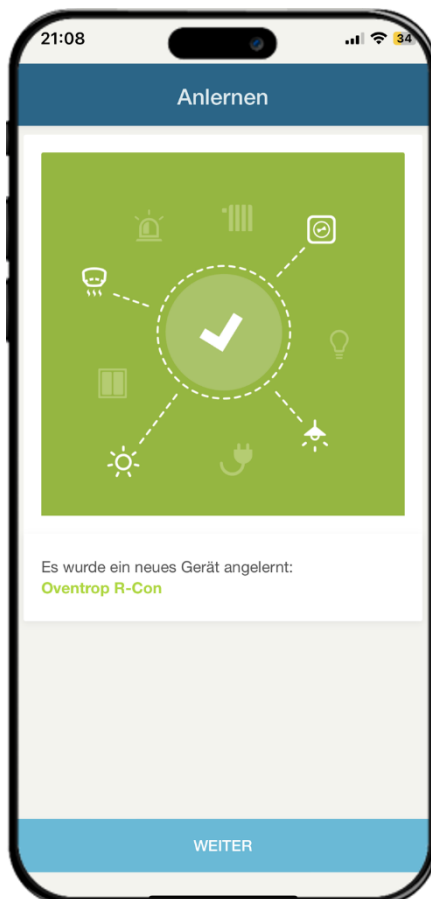 21:08
34
Anlernen
Es wurde ein neues Gerät angelernt:
Oventrop R-Con
WEITER